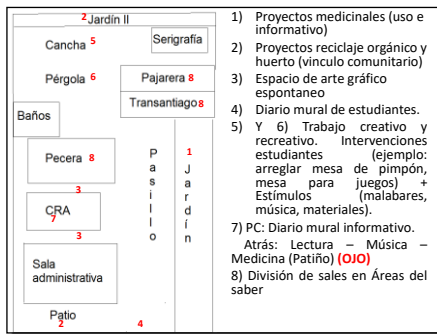 2 Jardín II
Cancha 5
Serigrafía
Pérgola 6
Pajarera 8
Transantiago 8
Baños
Pecera 8
Pasillo
1
Jardín
3
CRA
7
3
Sala
administrativa
Patio
2
4
1) Proyectos medicinales (uso e
informativo)
2) Proyectos reciclaje orgánico y
huerto (vinculo comunitario)
3) Espacio de arte gráfico
espontaneo
4) Diario mural de estudiantes.
5) Y 6) Trabajo creativo y
recreativo. Intervenciones
estudiantes (ejemplo:
arreglar mesa de pimpón,
mesa para juegos) +
Estímulos (malabares,
música, materiales).
7) PC: Diario mural informativo.
Atrás: Lectura – Música –
Medicina (Patiño) (OJO)
8) División de sales en Áreas del
saber